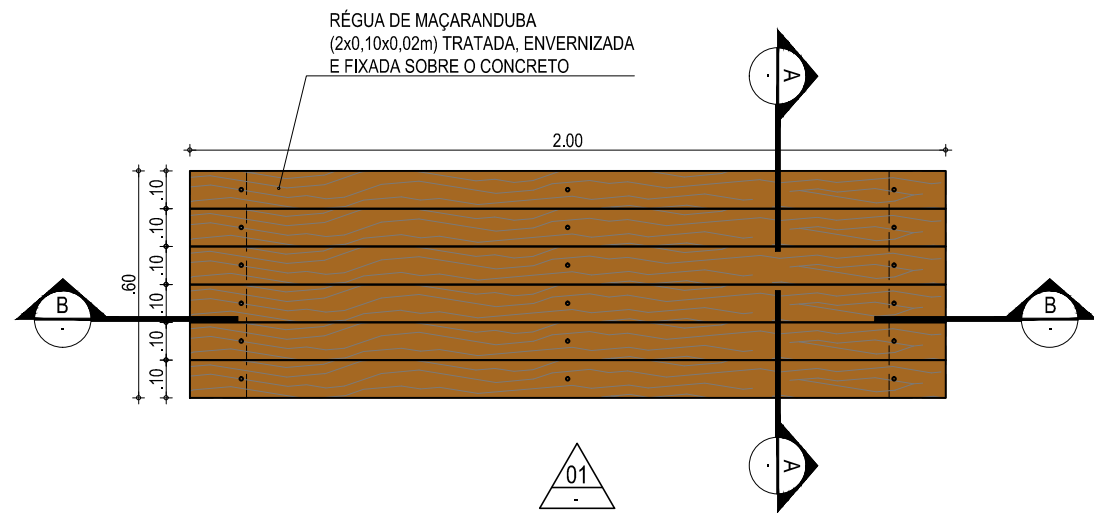 RÉGUA DE MAÇARANDUBA
(2x0,10x0,02m) TRATADA, ENVERNIZADA
E FIXADA SOBRE O CONCRETO
A
-
2.00
.10
.10
.10
.10
.10
.10
.60
B
-
B
-
A
-
01
-